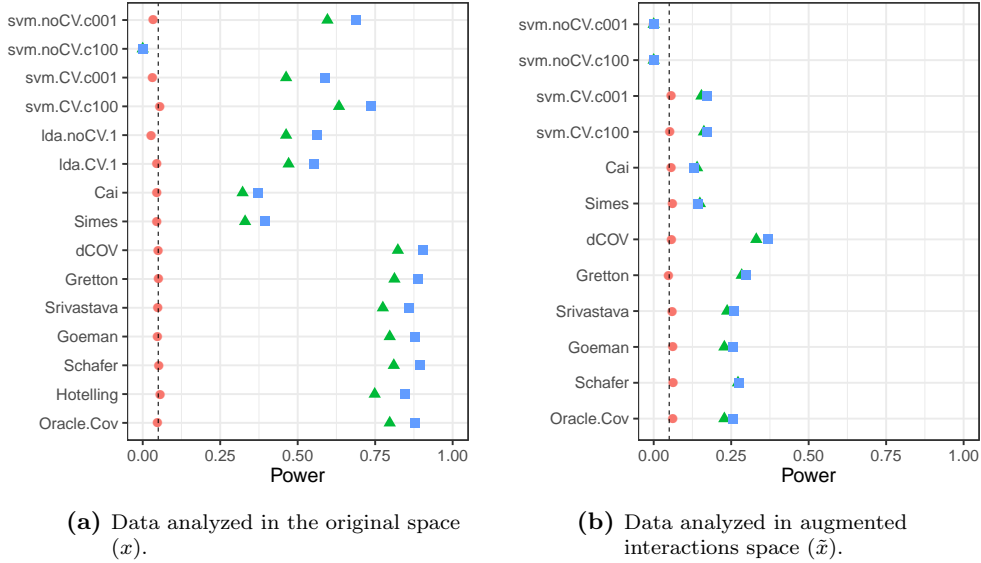 svm.noCV.c001
svm.noCV.c100
svm.CV.c001
svm.CV.c100
lda.noCV.1
lda.CV.1
Cai
Simes
dCOV
Gretton
Srivastava
Goeman
Schafer
Hotelling
Oracle.Cov
0.00 0.25 0.50 0.75 1.00
Power
(a) Data analyzed in the original space
(x).
svm.noCV.c001
svm.noCV.c100
svm.CV.c001
svm.CV.c100
Cai
Simes
dCOV
Gretton
Srivastava
Goeman
Schafer
Oracle.Cov
0.00 0.25 0.50 0.75 1.00
Power
(b) Data analyzed in augmented
interactions space (x̃).